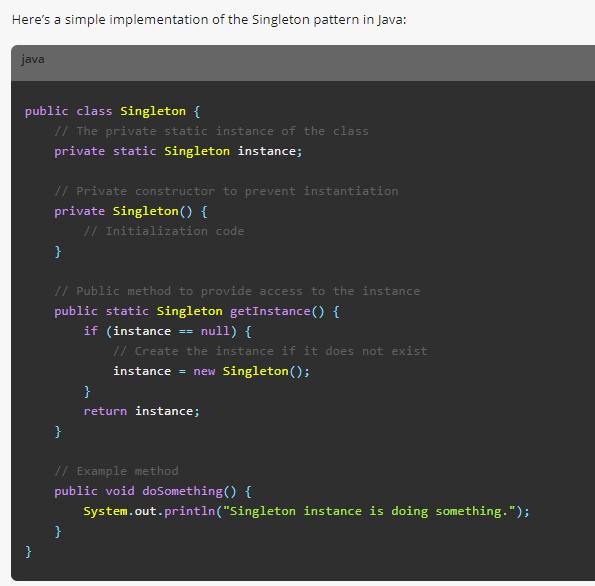 Here's a simple implementation of the Singleton pattern in Java:
java
public class Singleton {
    // The private static instance of the class
    private static Singleton instance;
    // Private constructor to prevent instantiation
    private Singleton() {
        // Initialization code
    }
    // Public method to provide access to the instance
    public static Singleton getInstance() {
        if (instance == null) {
            // Create the instance if it does not exist
            instance = new Singleton();
        }
        return instance;
    }
    // Example method
    public void doSomething() {
        System.out.println("Singleton instance is doing something.");
    }
}